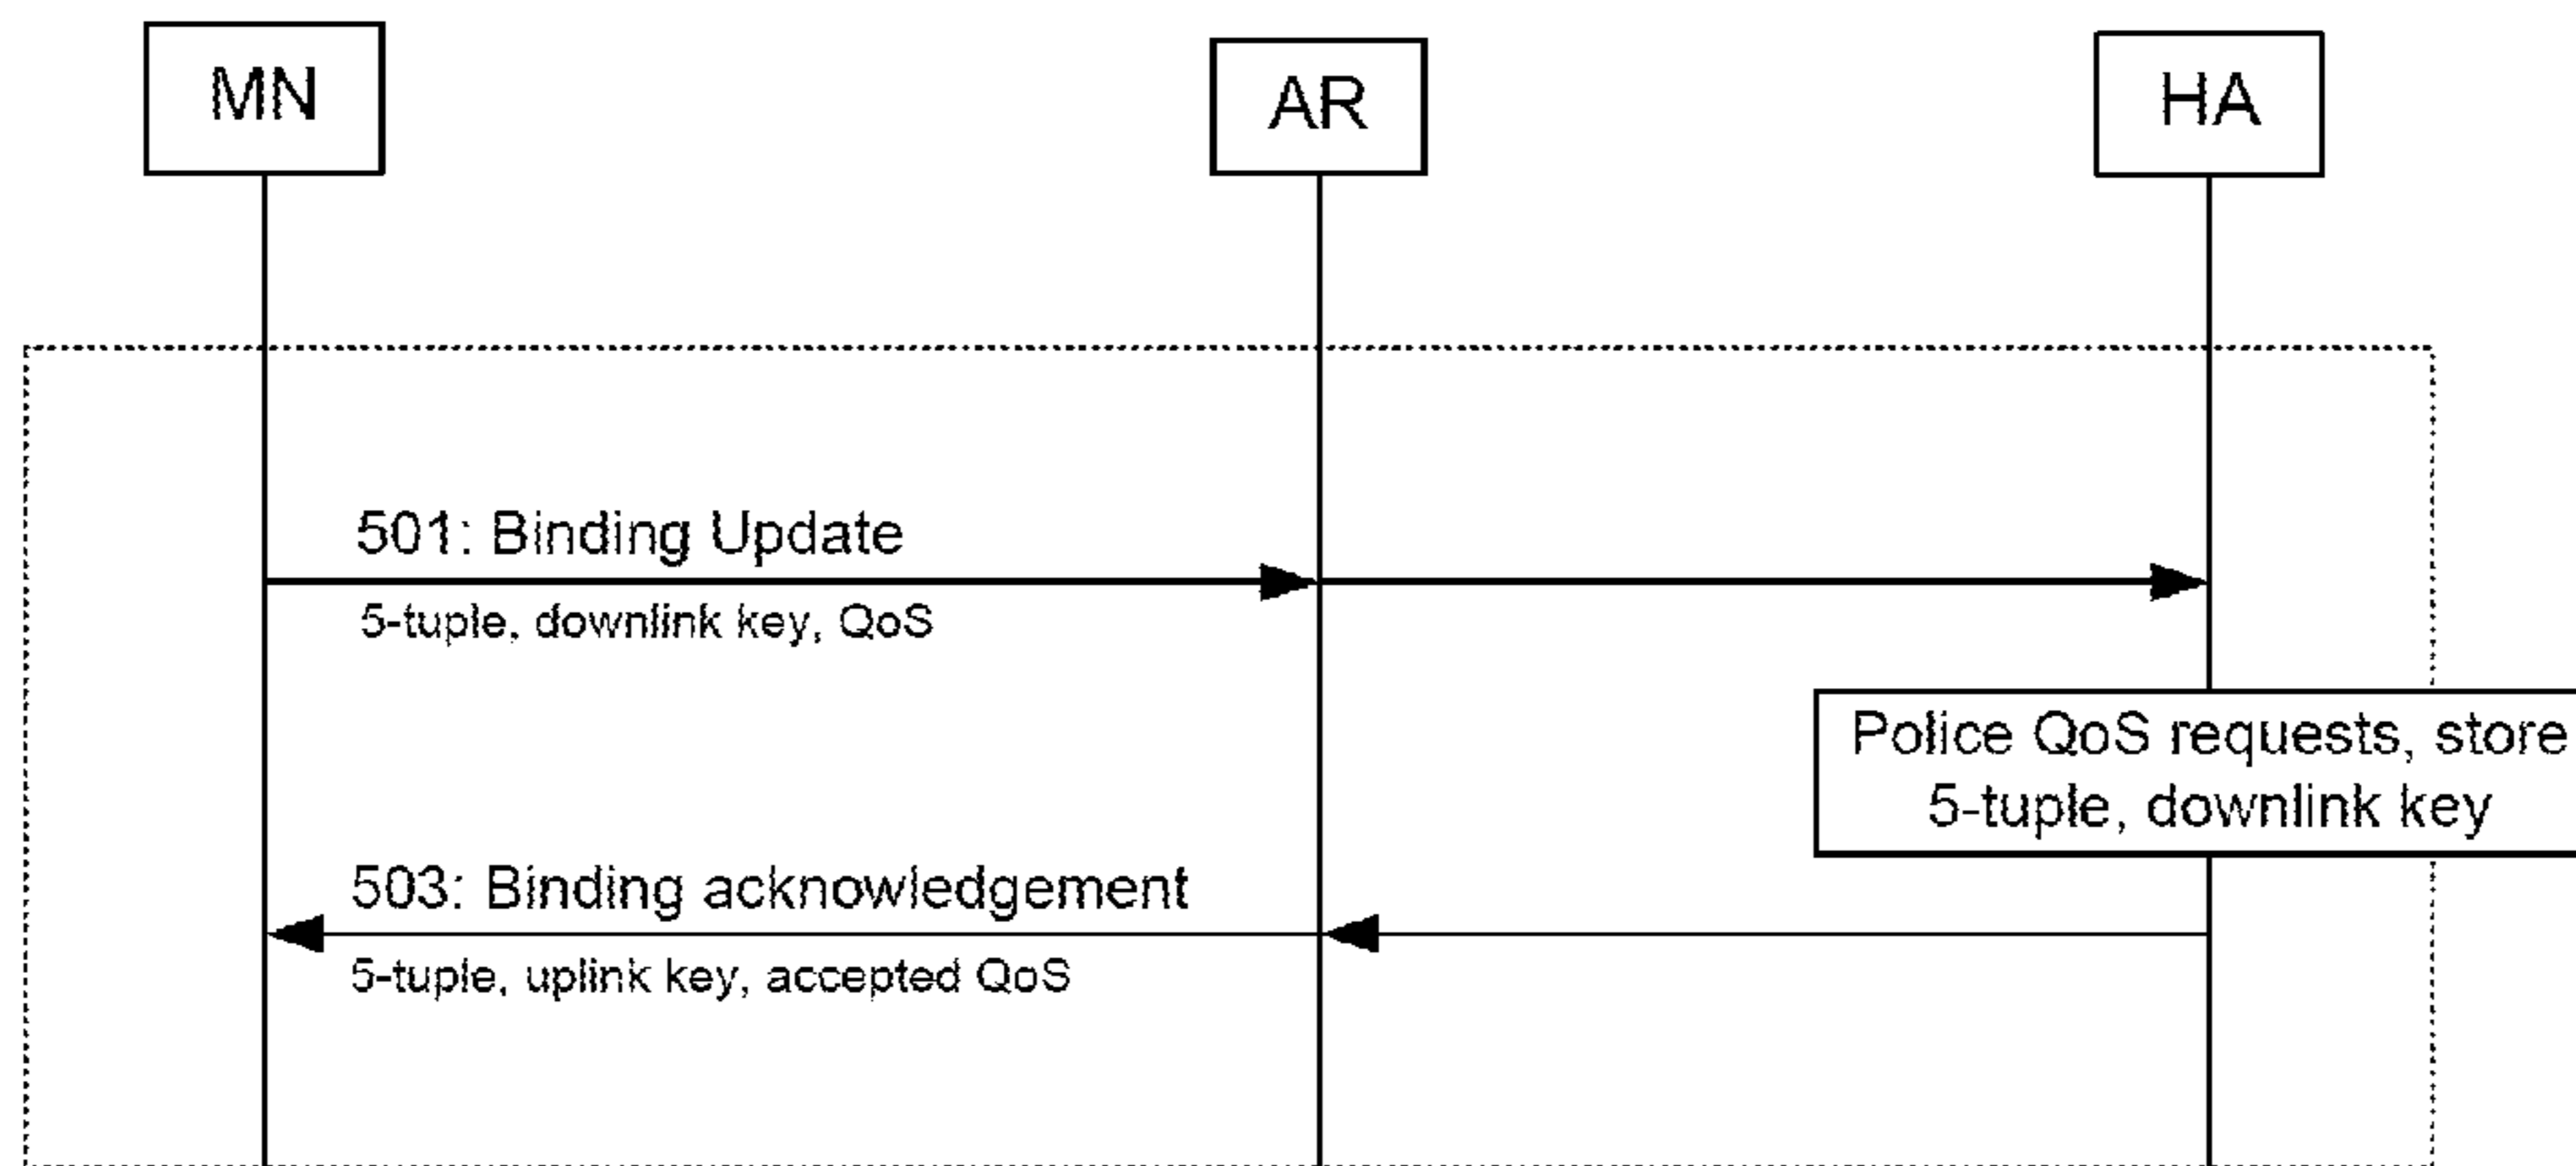 MN
AR
HA
501: Binding Update
5-tuple, downlink key, QoS
Police QoS requests, store
5-tuple, downlink key
503: Binding acknowledgement
5-tuple, uplink key, accepted QoS